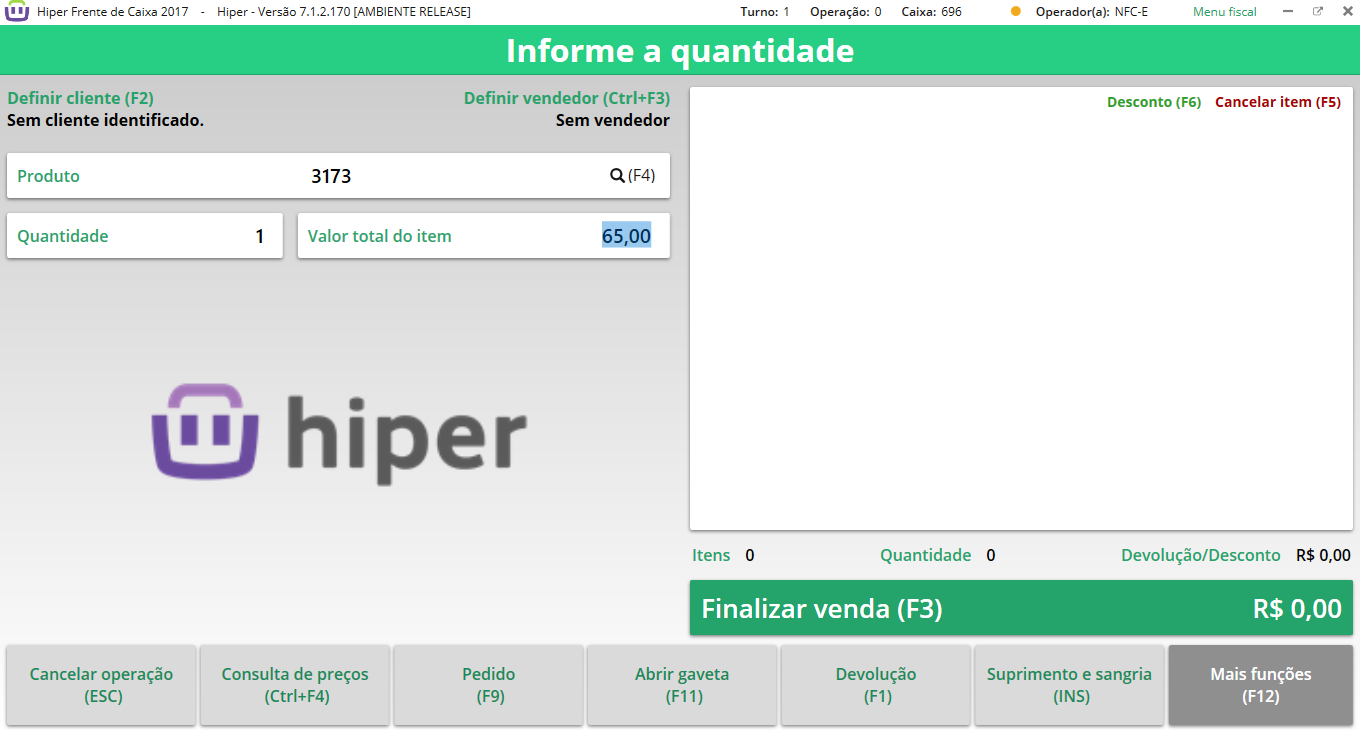 Hiper Frente de Caixa 2017 - Hiper - Versão 7.1.2.170 [AMBIENTE RELEASE] Turno: 1 Operação: 0 Caixa: 696 Operador(a): NFC-E Menu fiscal
Informe a quantidade
Definir cliente (F2) Definir vendedor (Ctrl+F3)
Sem cliente identificado. Sem vendedor
Produto 3173 (F4)
Quantidade 1 Valor total do item 65,00
hiper
Desconto (F6) Cancelar item (F5)
Itens 0 Quantidade 0 Devolução/Desconto R$ 0,00
Finalizar venda (F3) R$ 0,00
Cancelar operação
(ESC)
Consulta de preços
(Ctrl+F4)
Pedido
(F9)
Abrir gaveta
(F11)
Devolução
(F1)
Suprimento e sangria
(INS)
Mais funções
(F12)